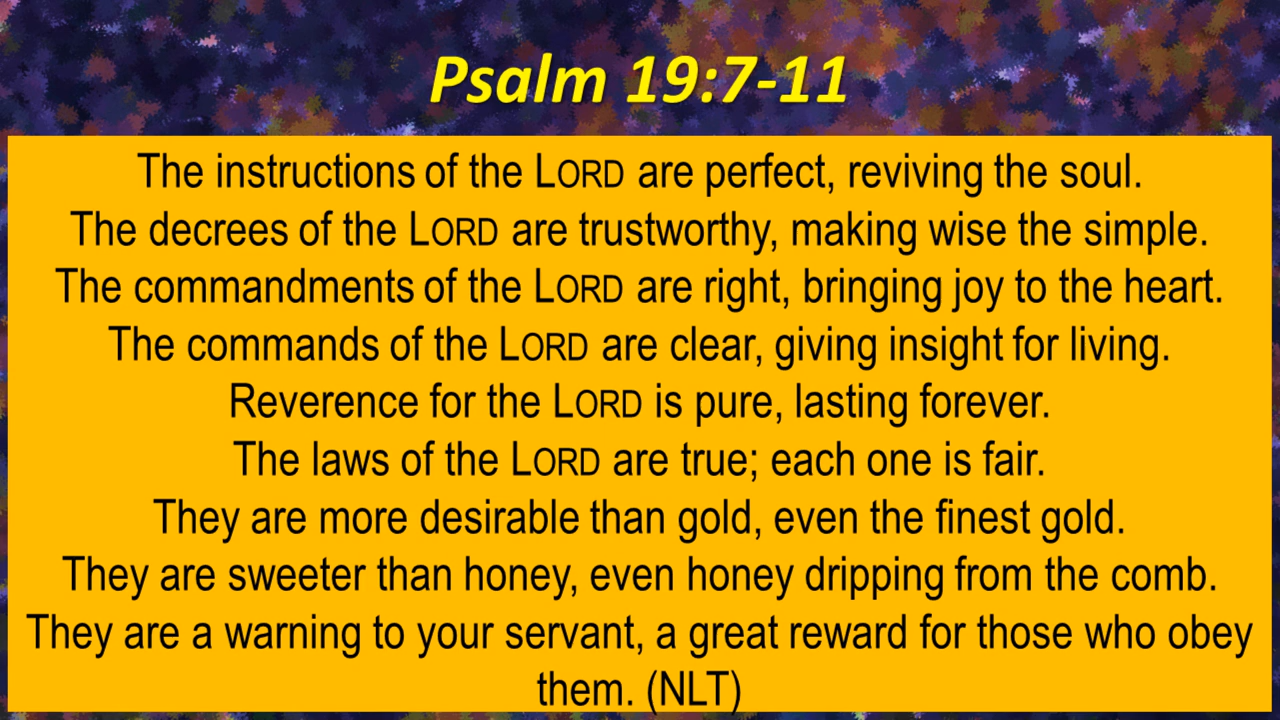 Psalm 19:7-11
The instructions of the LORD are perfect, reviving the soul.
The decrees of the LORD are trustworthy, making wise the simple.
The commandments of the LORD are right, bringing joy to the heart.
The commands of the LORD are clear, giving insight for living.
Reverence for the LORD is pure, lasting forever.
The laws of the LORD are true; each one is fair.
They are more desirable than gold, even the finest gold.
They are sweeter than honey, even honey dripping from the comb.
They are a warning to your servant, a great reward for those who obey
them. (NLT)